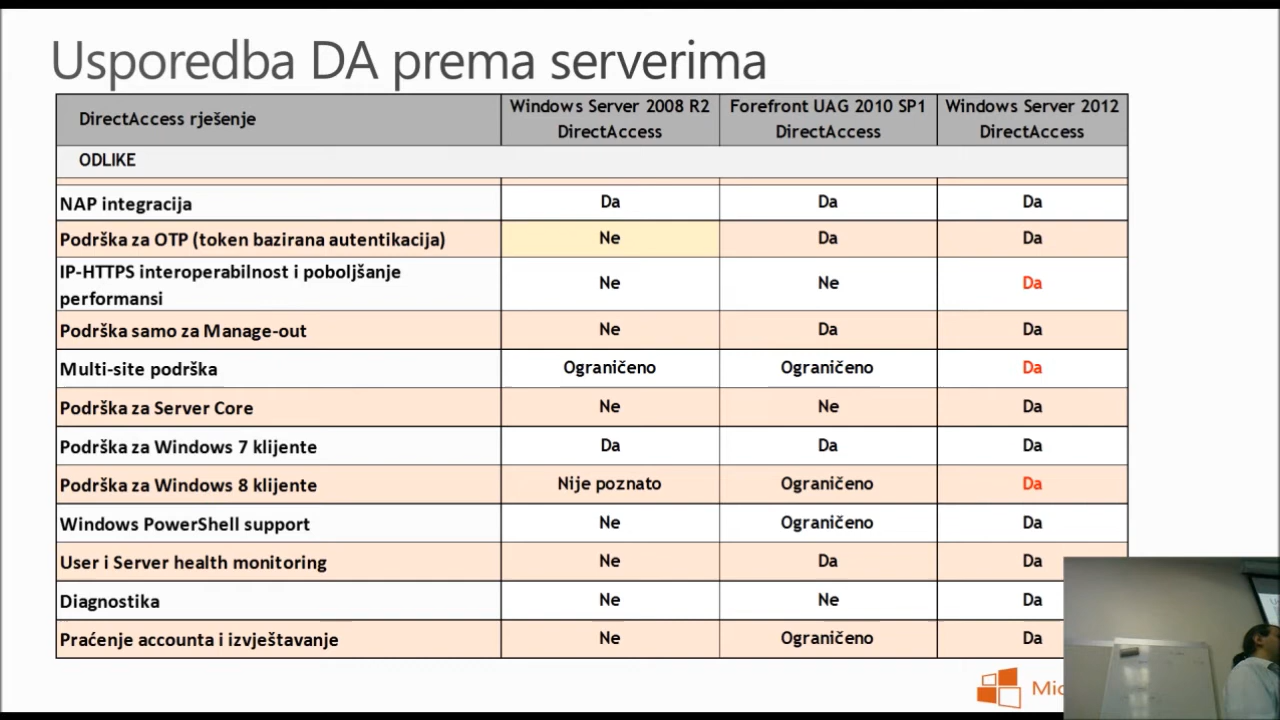 Usporedba DA prema serverima
DirectAccess rješenje
Windows Server 2008 R2
DirectAccess
Forefront UAG 2010 SP1
DirectAccess
Windows Server 2012
DirectAccess
ODLIKE
NAP integracija Da Da Da
Podrška za OTP (token bazirana autentikacija) Ne Da Da
IP-HTTPS interoperabilnost i poboljšanje
performansi Ne Ne Da
Podrška samo za Manage-out Ne Da Da
Multi-site podrška Ograničeno Ograničeno Da
Podrška za Server Core Ne Ne Da
Podrška za Windows 7 klijente Da Da Da
Podrška za Windows 8 klijente Nije poznato Ograničeno Da
Windows PowerShell support Ne Ograničeno Da
User i Server health monitoring Ne Da Da
Diagnostika Ne Ne Da
Praćenje accounta i izvještavanje Ne Ograničeno Da